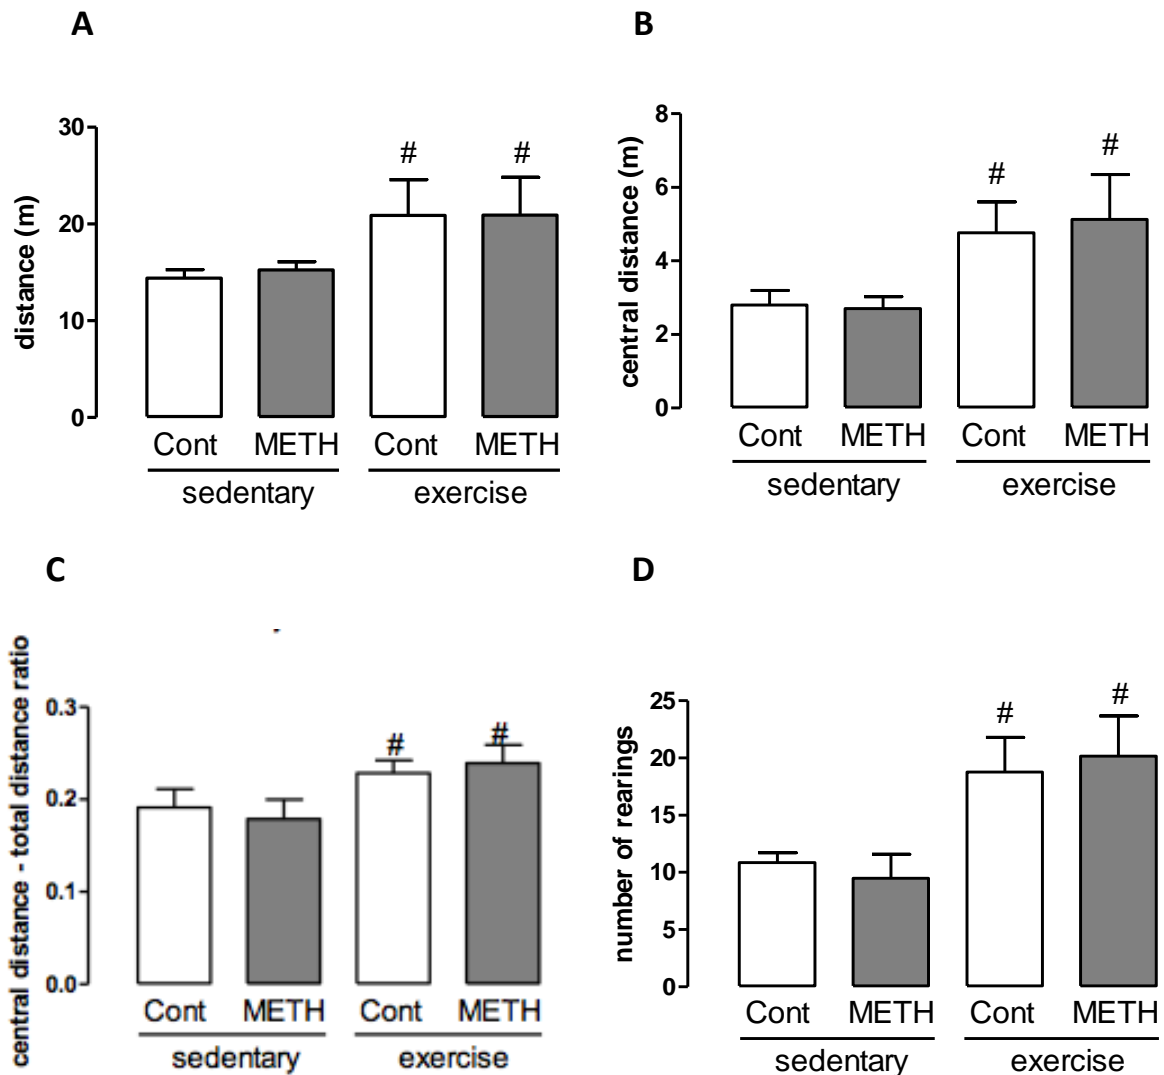 A
distance (m)
30
20
10
0
# #
Cont METH Cont METH
sedentary exercise
B
central distance (m)
8
6
4
2
0
# #
Cont METH Cont METH
sedentary exercise
C
central distance - total distance ratio
0.3
0.2
0.1
0.0
# #
Cont METH Cont METH
sedentary exercise
D
number of rearings
25
20
15
10
5
0
# #
Cont METH Cont METH
sedentary exercise